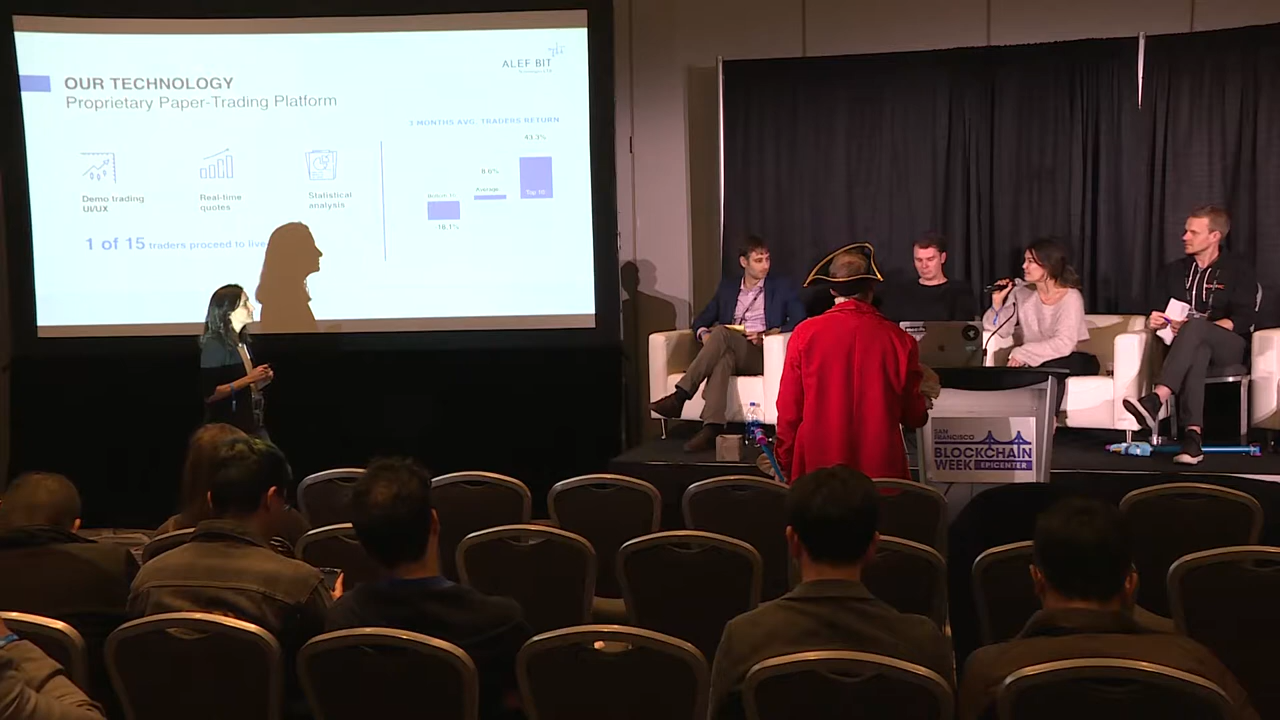 OUR TECHNOLOGY
Proprietary Paper-Trading Platform
ALEF BIT
3 MONTHS AVG. TRADERS RETURN
43.3%
8.6%
Average
Top 10
-18.1%
Demo trading
UI/UX
Real-time
quotes
Statistical
analysis
1 of 15 traders proceed to live
SAN
FRANCISCO
BLOCKCHAIN
WEEK EPICENTER